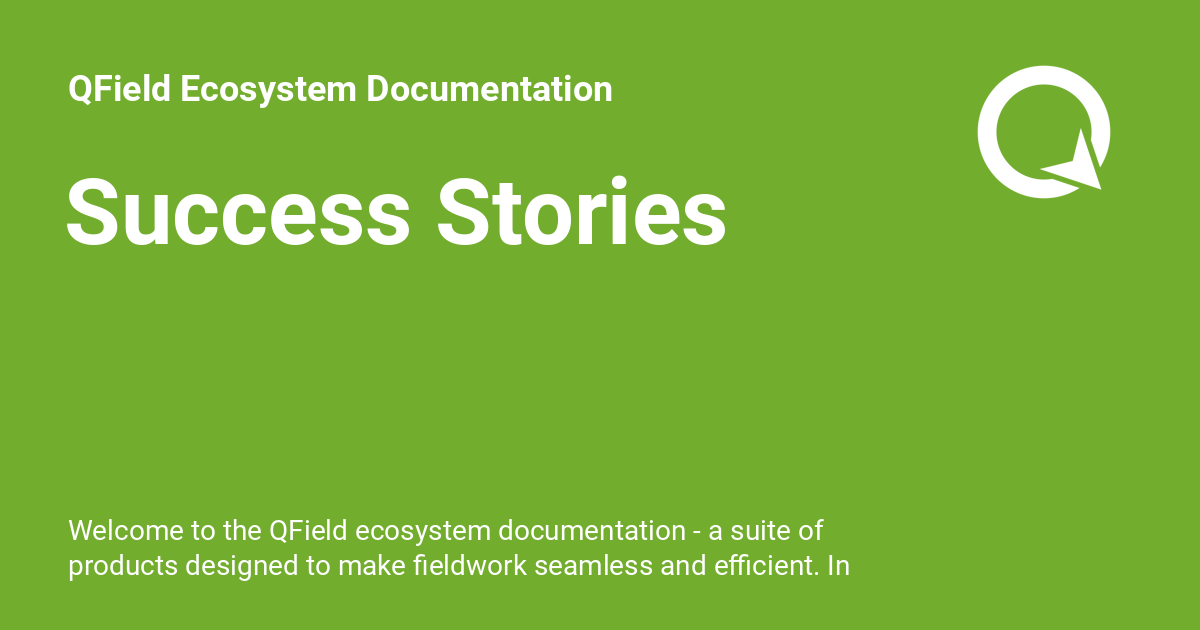 QField Ecosystem Documentation
Success Stories
Welcome to the QField ecosystem documentation - a suite of
products designed to make fieldwork seamless and efficient. In